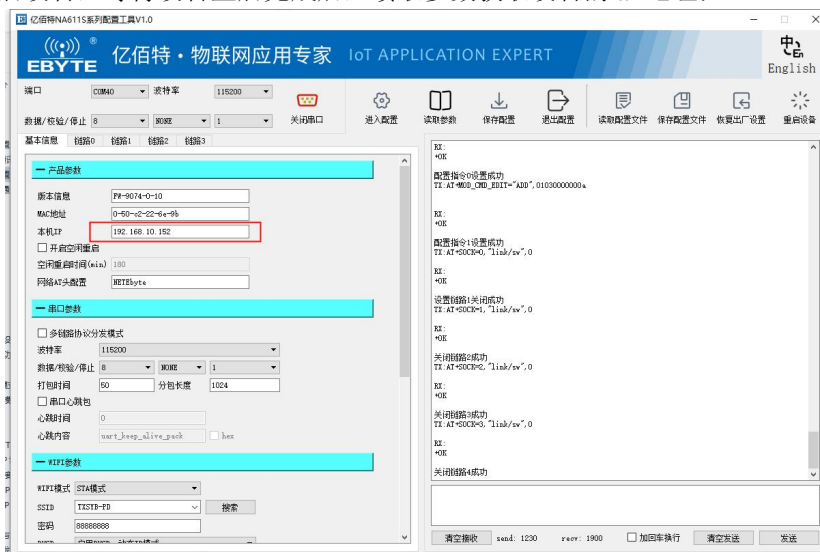 亿佰特NA611S系列配置工具V1.0
EBYTE ®
亿佰特·物联网应用专家 IoT APPLICATION EXPERT
中En
English
端口 COM40 波特率 115200
数据/校验/停止 8 NONE 1
关闭串口
进入配置
读取参数
保存配置
退出配置
读取配置文件
保存配置文件
恢复出厂设置
重启设备
基本信息 链路0 链路1 链路2 链路3
产品参数
版本信息 FW-9074-0-10
MAC地址 0-50-c2-22-6e-9b
本机IP 192.168.10.152
开启空闲重启
空闲重启时间(min) 180
网络AT头配置 NETEbyte
串口参数
多链路协议分发模式
波特率 115200
数据/校验/停止 8 NONE 1
打包时间 50 分包长度 1024
串口心跳包
心跳时间 0
心跳内容 uart_keep_alive_pack hex
WIFI参数
WIFI模式 STA模式
SSID TXSYB-PD 搜索
密码 88888888
RX:
+OK
配置指令0设置成功
TX:AT+MOD_CMD_EDIT="ADD",01030000000a
RX:
+OK
配置指令1设置成功
TX:AT+SOCK=0,"link/sw",0
RX:
+OK
设置链路1关闭成功
TX:AT+SOCK=1,"link/sw",0
RX:
+OK
关闭链路2成功
TX:AT+SOCK=2,"link/sw",0
RX:
+OK
关闭链路3成功
TX:AT+SOCK=3,"link/sw",0
RX:
+OK
关闭链路4成功
清空接收 send: 1230 recv: 1900 加回车换行 清空发送 发送